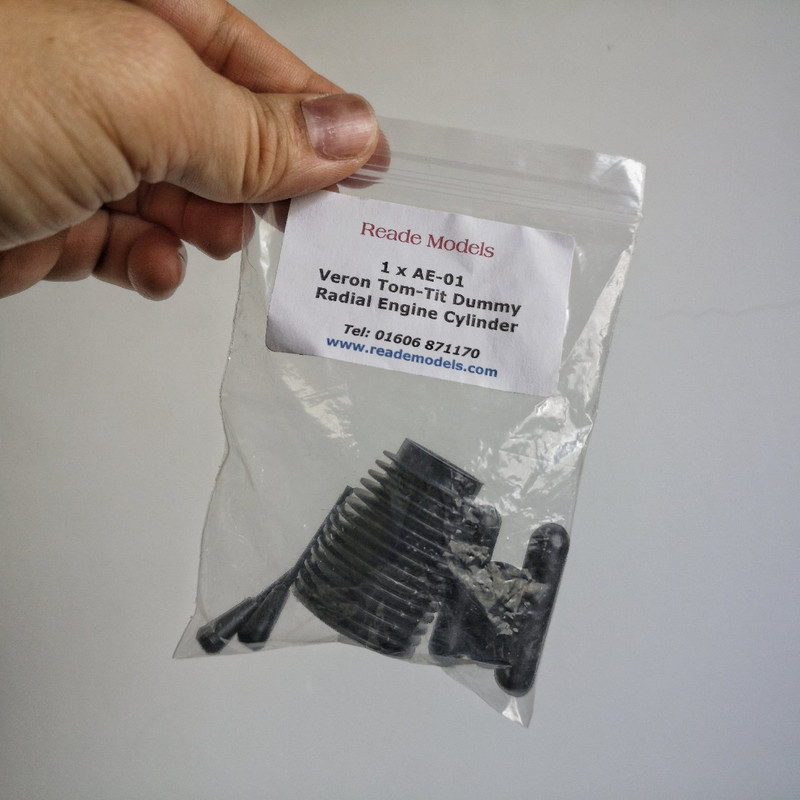 Reade Models
1 x AE-01
Veron Tom-Tit Dummy
Radial Engine Cylinder
Tel: 01606 871170
www.reademodels.com